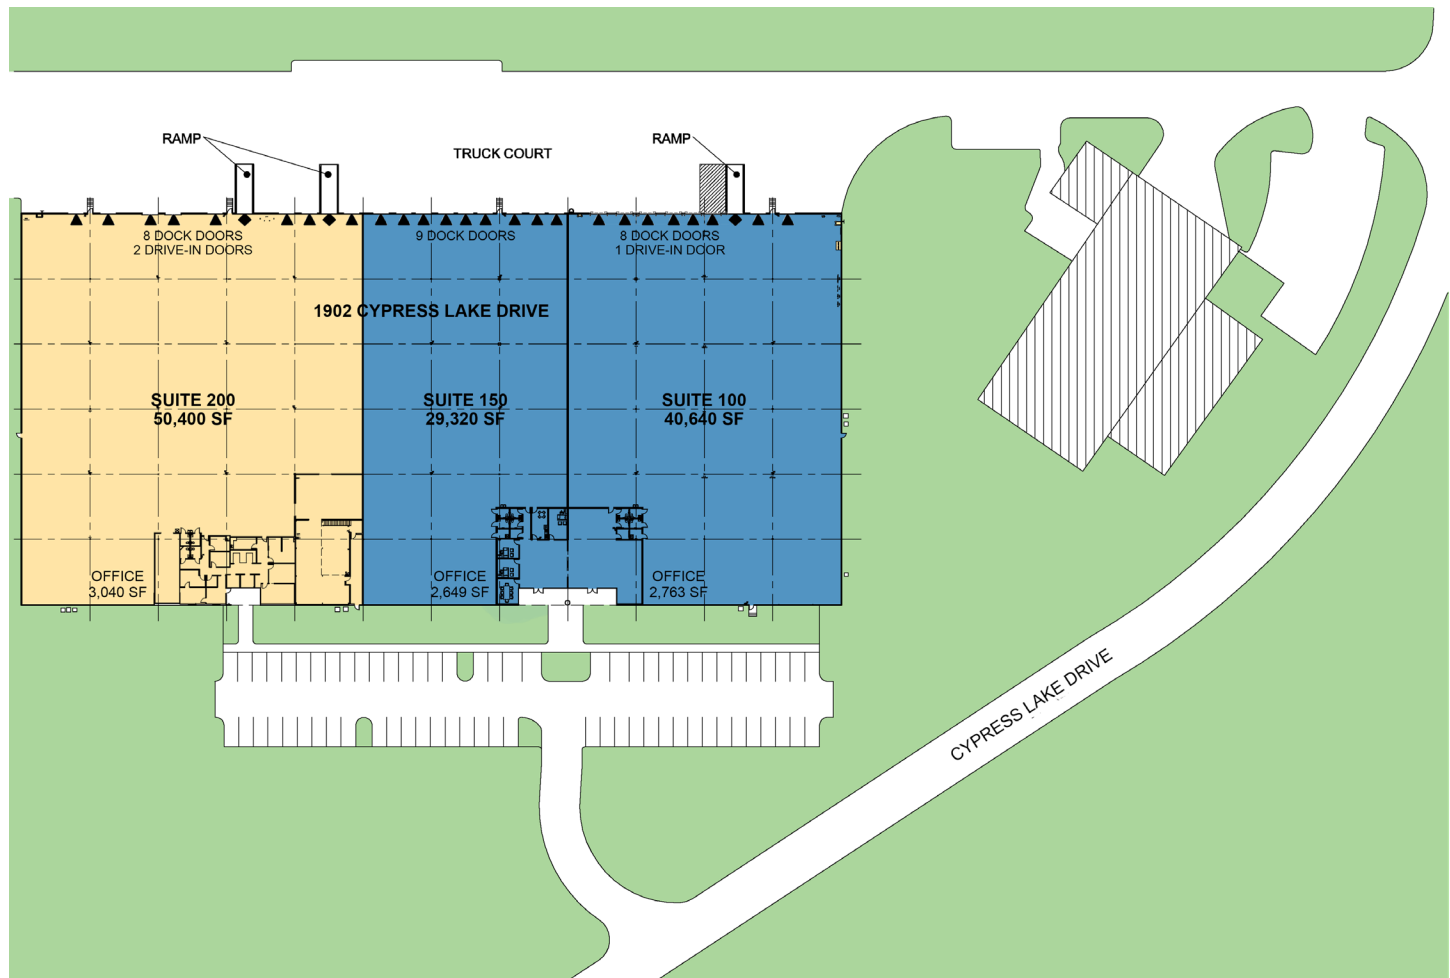 RAMP
RAMP
TRUCK COURT
8 DOCK DOORS
2 DRIVE-IN DOORS
9 DOCK DOORS
8 DOCK DOORS
1 DRIVE-IN DOOR
1902 CYPRESS LAKE DRIVE
SUITE 200
50,400 SF
SUITE 150
29,320 SF
SUITE 100
40,640 SF
OFFICE
3,040 SF
OFFICE
2,649 SF
OFFICE
2,763 SF
CYPRESS LAKE DRIVE